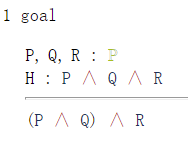 1 goal
P, Q, R : ℙ
H : P ∧ Q ∧ R
(P ∧ Q) ∧ R